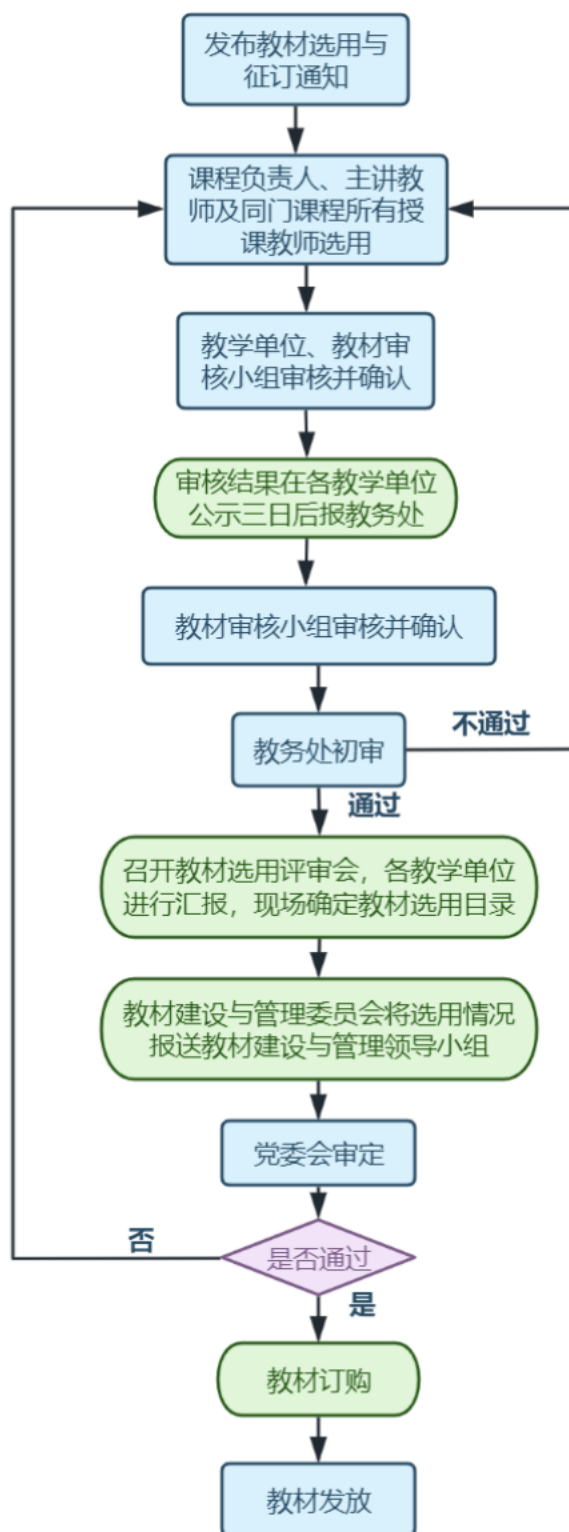 发布教材选用与
征订通知
课程负责人、主讲教
师及同门课程所有授
课教师选用
教学单位、教材审
核小组审核并确认
审核结果在各教学单位
公示三日后报教务处
教材审核小组审核并确认
教务处初审
不通过
通过
召开教材选用评审会，各教学单位
进行汇报，现场确定教材选用目录
教材建设与管理委员会将选用情况
报送教材建设与管理领导小组
党委会审定
否
是否通过
是
教材订购
教材发放